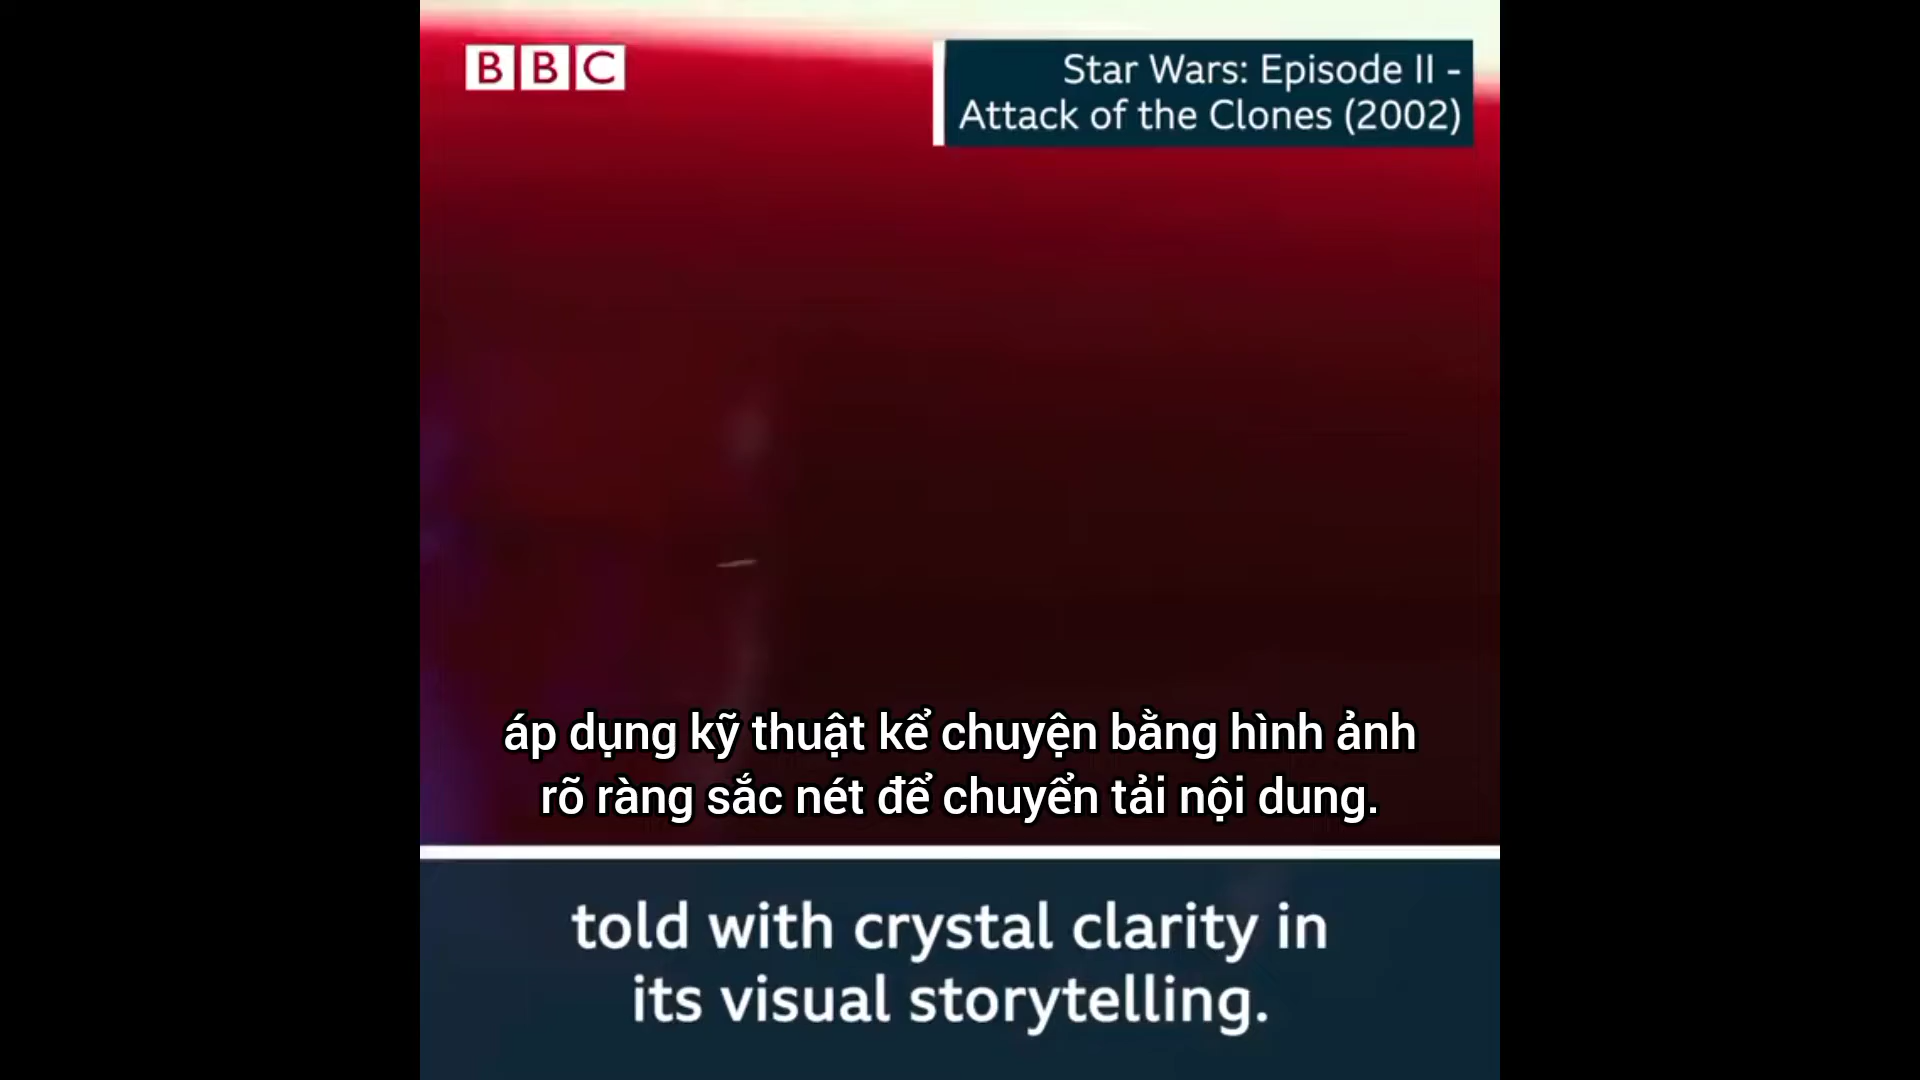 BBC
Star Wars: Episode II -
Attack of the Clones (2002)
áp dụng kỹ thuật kể chuyện bằng hình ảnh
rõ ràng sắc nét để chuyển tải nội dung.
told with crystal clarity in
its visual storytelling.